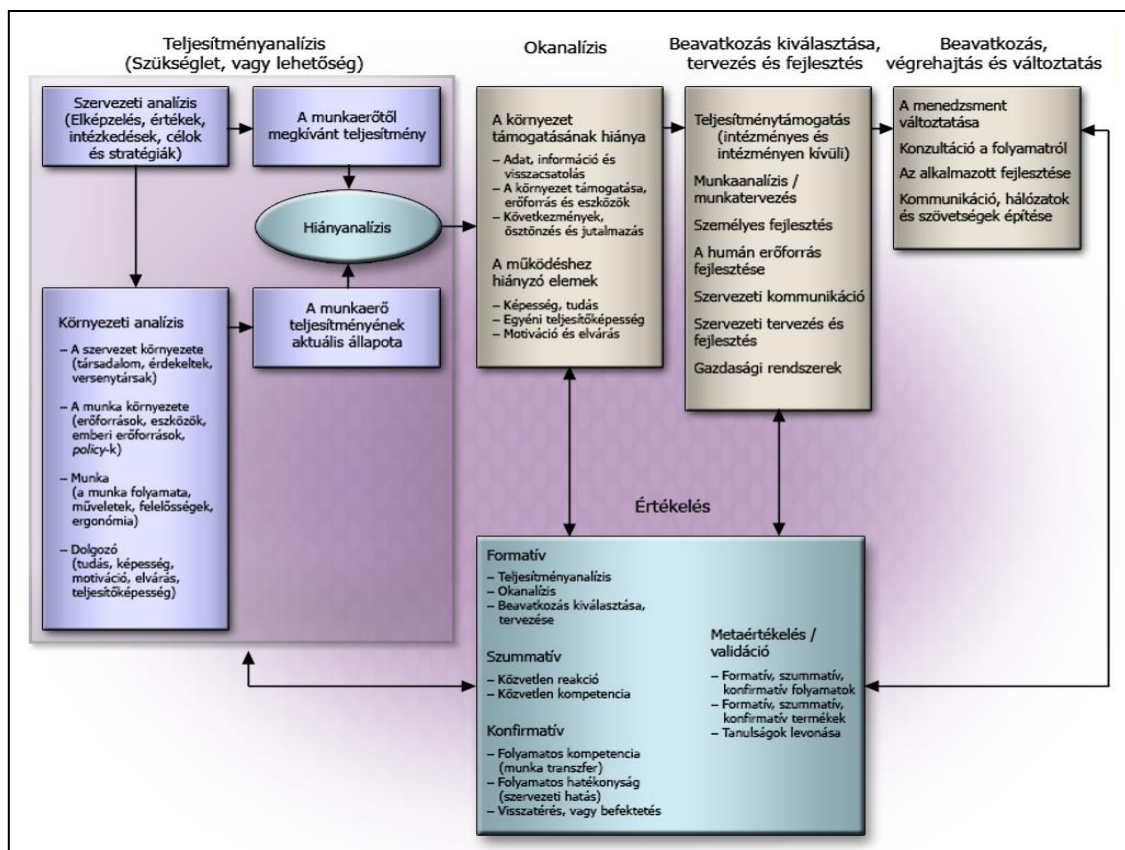 Teljesítményanalízis
(Szükséglet, vagy lehetőség)
Szervezeti analízis
(Elképzelés, értékek,
intézkedések, célok
és stratégiák)
A munkaerőtől
megkívánt teljesítmény
Hiányanalízis
A munkaerő
teljesítményének
aktuális állapota
Környezeti analízis
– A szervezet környezete
(társadalom, érdekeltek,
versenytársak)
– A munka környezete
(erőforrások, eszközök,
emberi erőforrások,
policy-k)
– Munka
(a munka folyamata,
műveletek, felelősségek,
ergonómia)
– Dolgozó
(tudás, képesség,
motiváció, elvárás,
teljesítőképesség)
Okanalízis
A környezet
támogatásának hiánya
– Adat, információ és
visszacsatolás
– A környezet támogatása,
erőforrás és eszközök
– Következmények,
ösztönzés és jutalmazás
A működéshez
hiányzó elemek
– Képesség, tudás
– Egyéni teljesítőképesség
– Motiváció és elvárás
Beavatkozás kiválasztása,
tervezés és fejlesztés
Teljesítménytámogatás
(intézményes és
intézményen kívüli)
Munkaanalízis /
munkatervezés
Személyes fejlesztés
A humán erőforrás
fejlesztése
Szervezeti kommunikáció
Szervezeti tervezés és
fejlesztés
Gazdasági rendszerek
Beavatkozás,
végrehajtás és változtatás
A menedzsment
változtatása
Konzultáció a folyamatról
Az alkalmazott fejlesztése
Kommunikáció, hálózatok
és szövetségek építése
Értékelés
Formatív
– Teljesítményanalízis
– Okanalízis
– Beavatkozás kiválasztása,
tervezése
Szummatív
– Közvetlen reakció
– Közvetlen kompetencia
Konfirmatív
– Folyamatos kompetencia
(munka transzfer)
– Folyamatos hatékonyság
(szervezeti hatás)
– Visszatérés, vagy befektetés
Metaértékelés /
validáció
– Formatív, szummatív,
konfirmatív folyamatok
– Formatív, szummatív,
konfirmatív termékek
– Tanulságok levonása